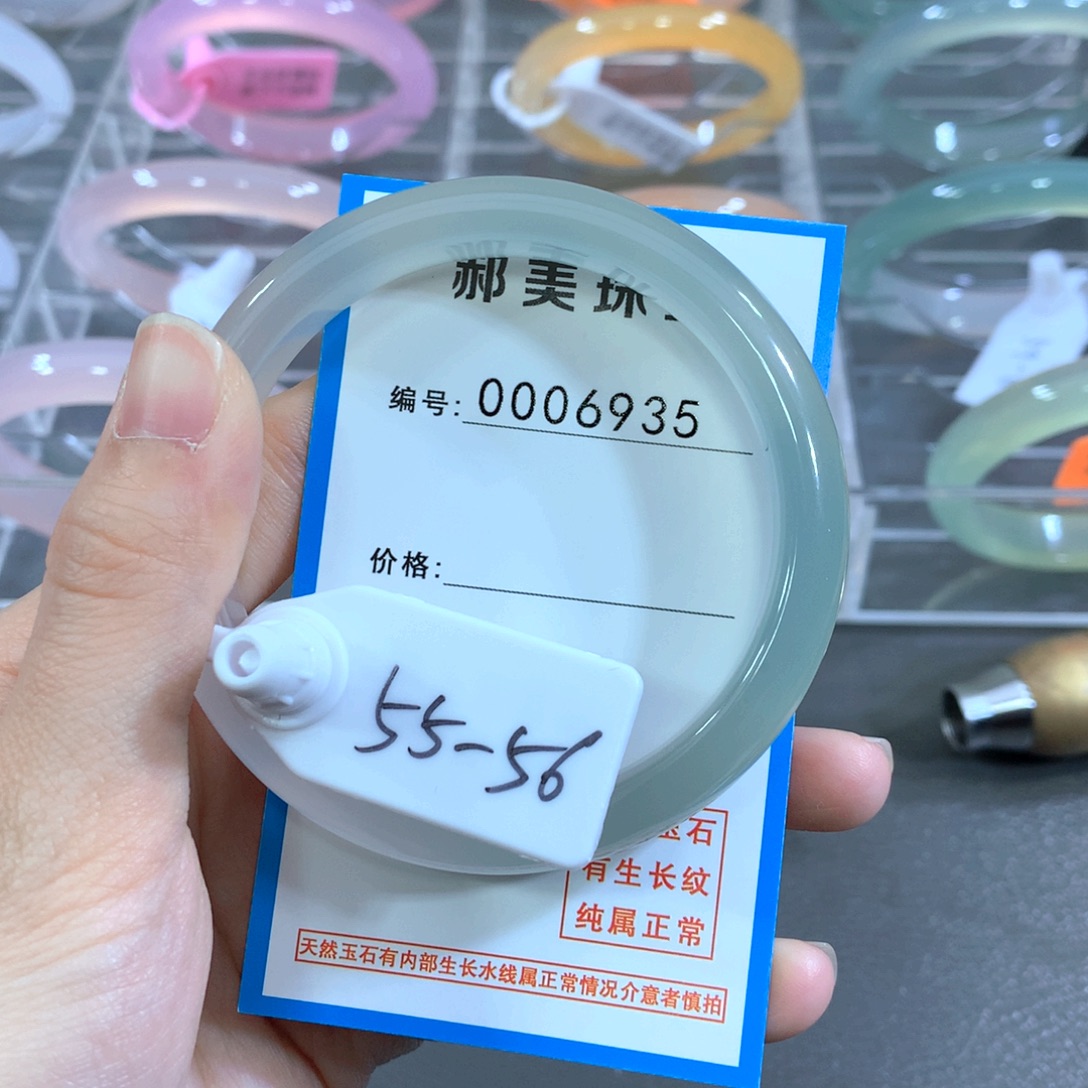 郝美珠
编号: 0006935
价格:
55-56
玉石
有生长纹
纯属正常
天然玉石有内部生长水线属正常情况介意者慎拍